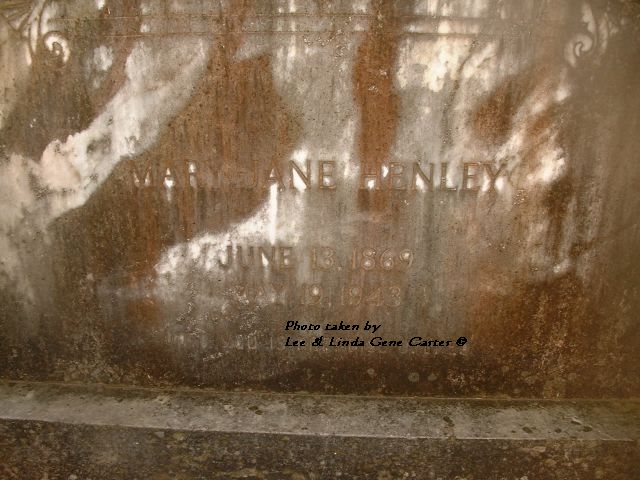 MARY JANE HENLEY
JUNE 13, 1869
MAY 19, 1943
Photo taken by
Lee & Linda Gene Carter ©